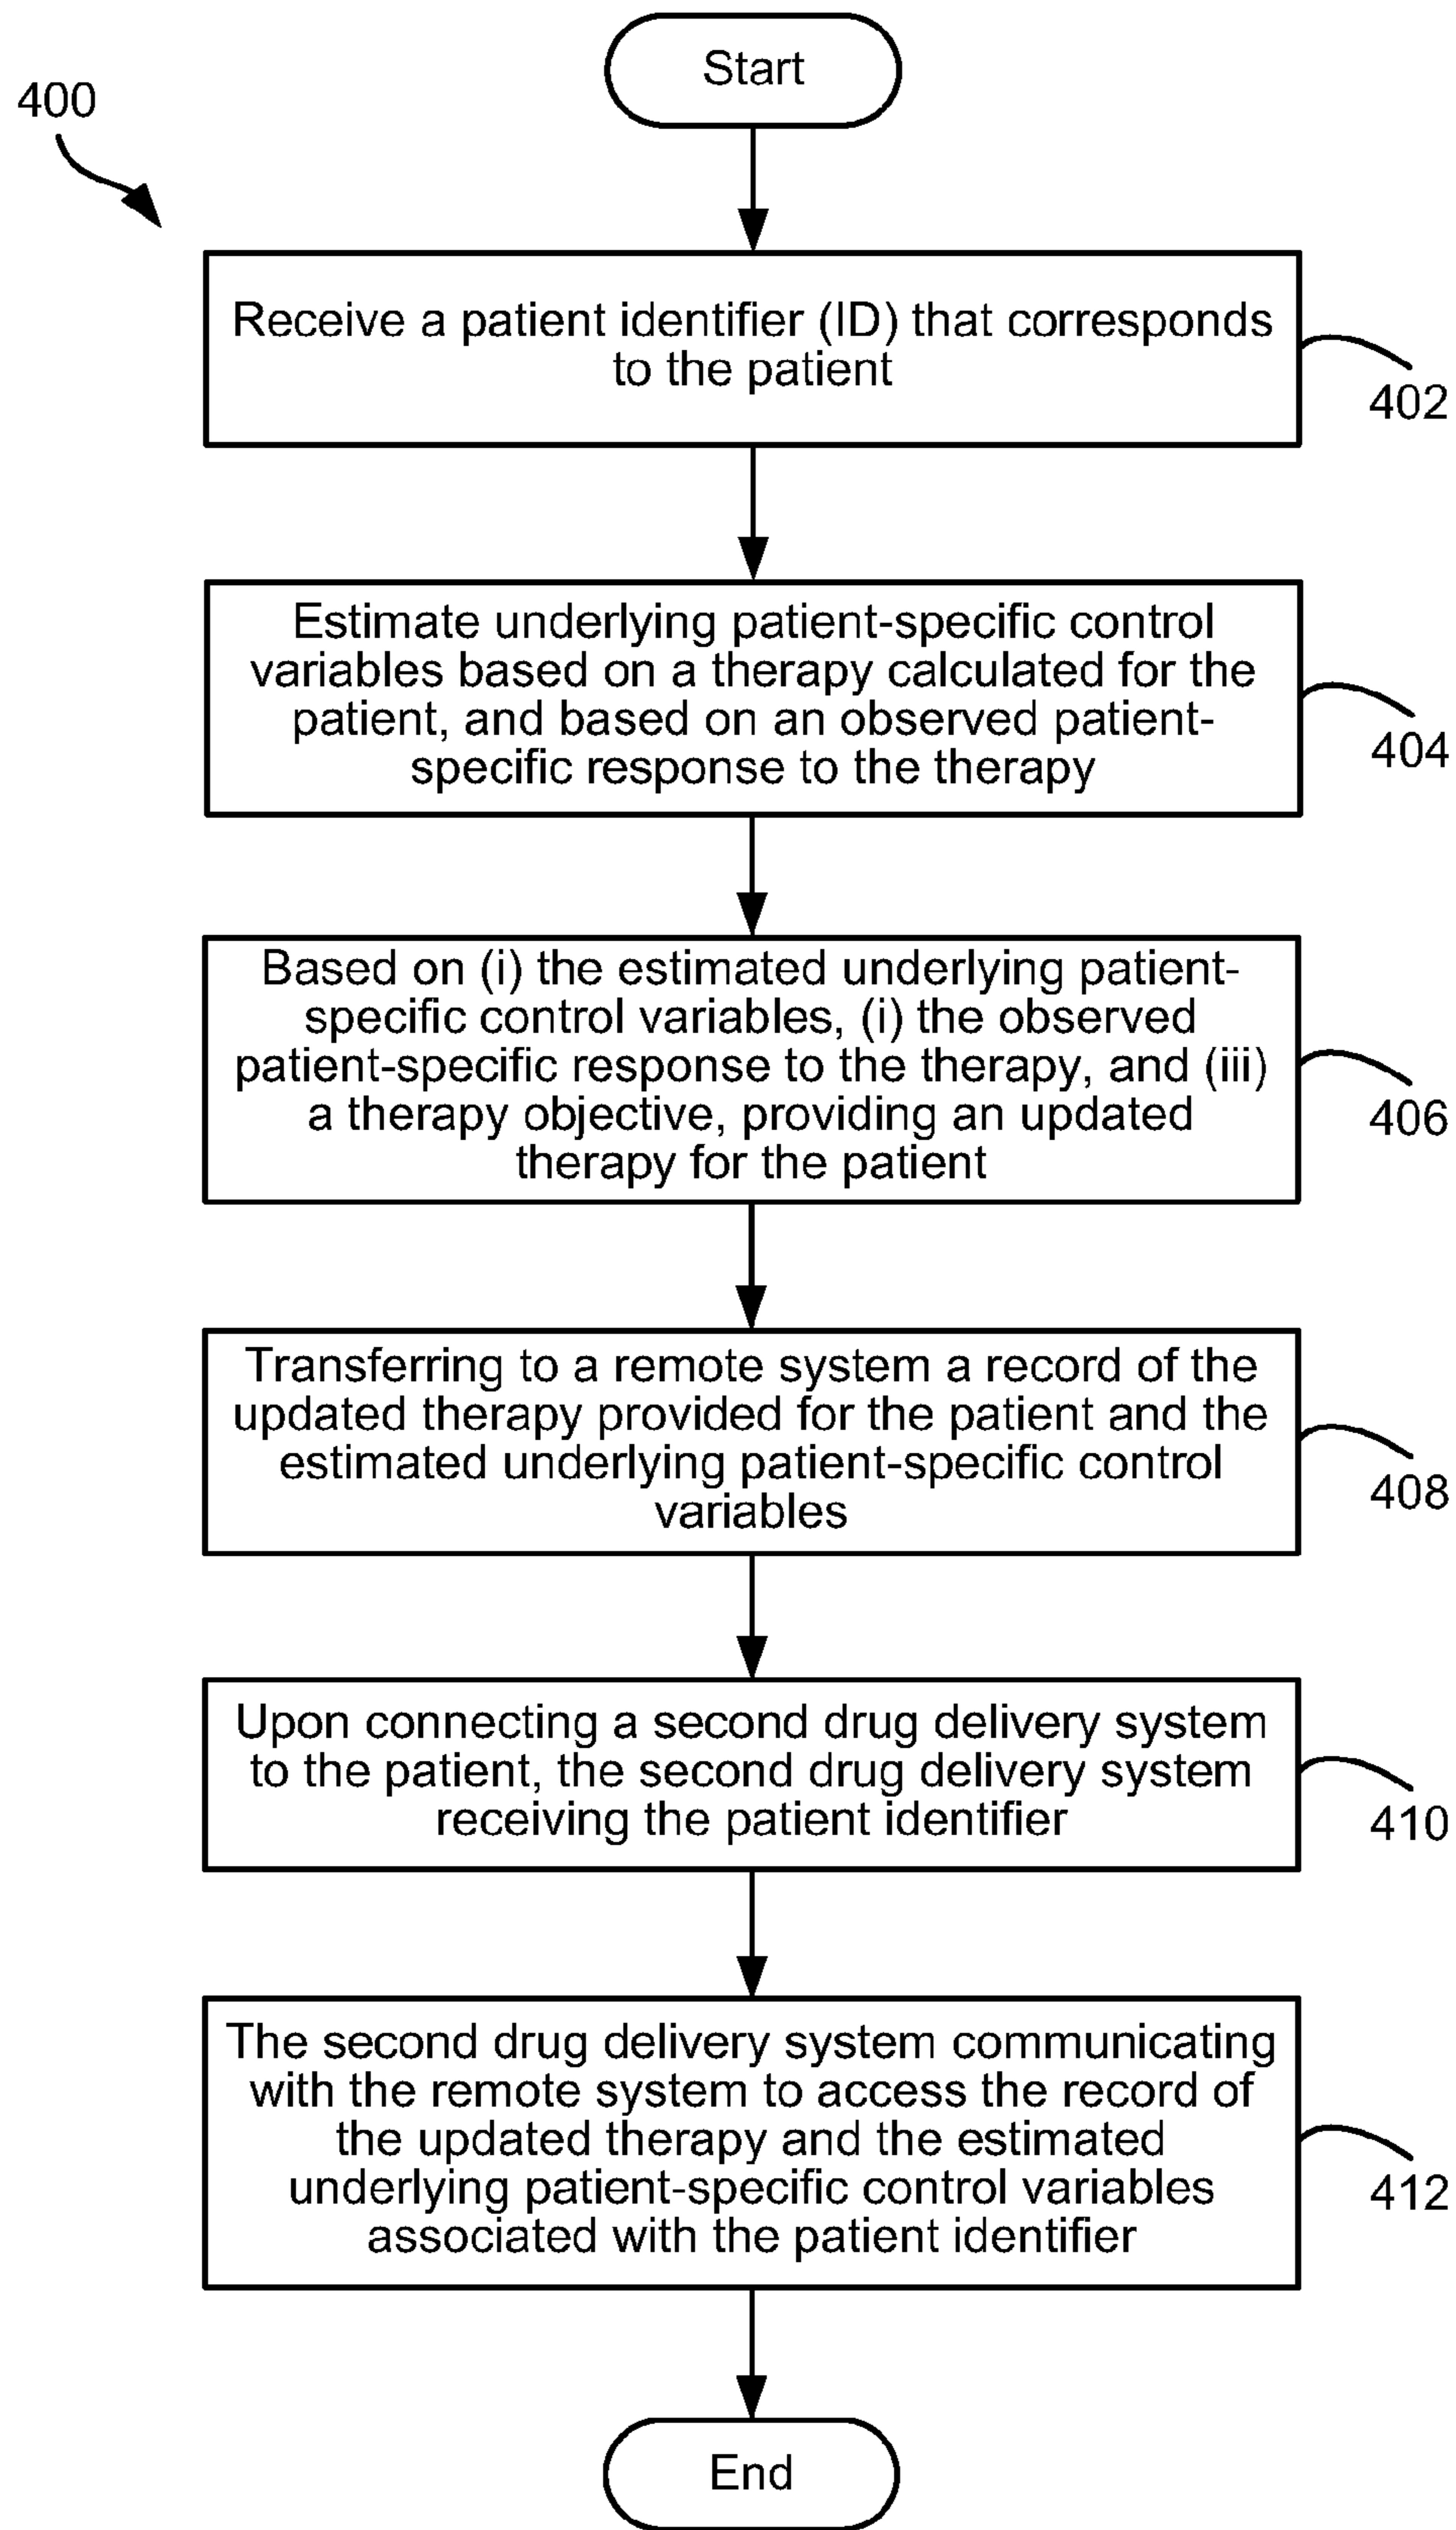 Start
400
Receive a patient identifier (ID) that corresponds
to the patient
402
Estimate underlying patient-specific control
variables based on a therapy calculated for the
patient, and based on an observed patient-
specific response to the therapy
404
Based on (i) the estimated underlying patient-
specific control variables, (i) the observed
patient-specific response to the therapy, and (iii)
a therapy objective, providing an updated
therapy for the patient
406
Transferring to a remote system a record of the
updated therapy provided for the patient and the
estimated underlying patient-specific control
variables
408
Upon connecting a second drug delivery system
to the patient, the second drug delivery system
receiving the patient identifier
410
The second drug delivery system communicating
with the remote system to access the record of
the updated therapy and the estimated
underlying patient-specific control variables
associated with the patient identifier
412
End